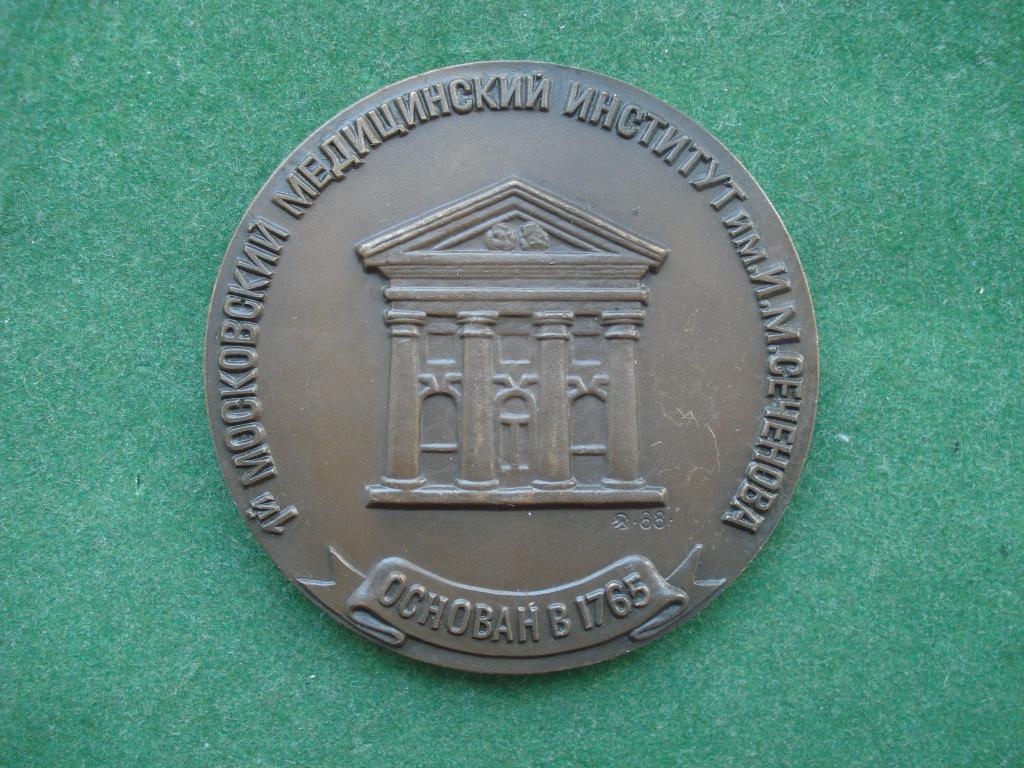 1й МОСКОВСКИЙ МЕДИЦИНСКИЙ ИНСТИТУТ им. И. М. СЕЧЕНОВА
·88·
ОСНОВАН В 1765